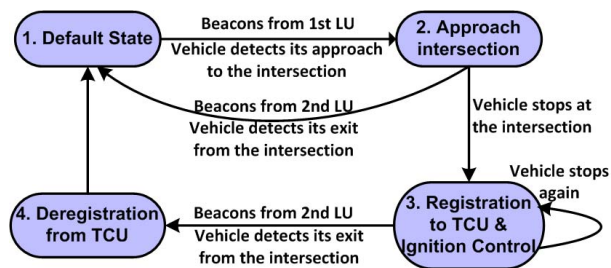 1. Default State
Beacons from 1st LU
Vehicle detects its approach
to the intersection
2. Approach
intersection
Beacons from 2nd LU
Vehicle detects its exit
from the intersection
Vehicle stops at
the intersection
Vehicle stops
again
3. Registration
to TCU &
Ignition Control
Beacons from 2nd LU
Vehicle detects its exit
from the intersection
4. Deregistration
from TCU